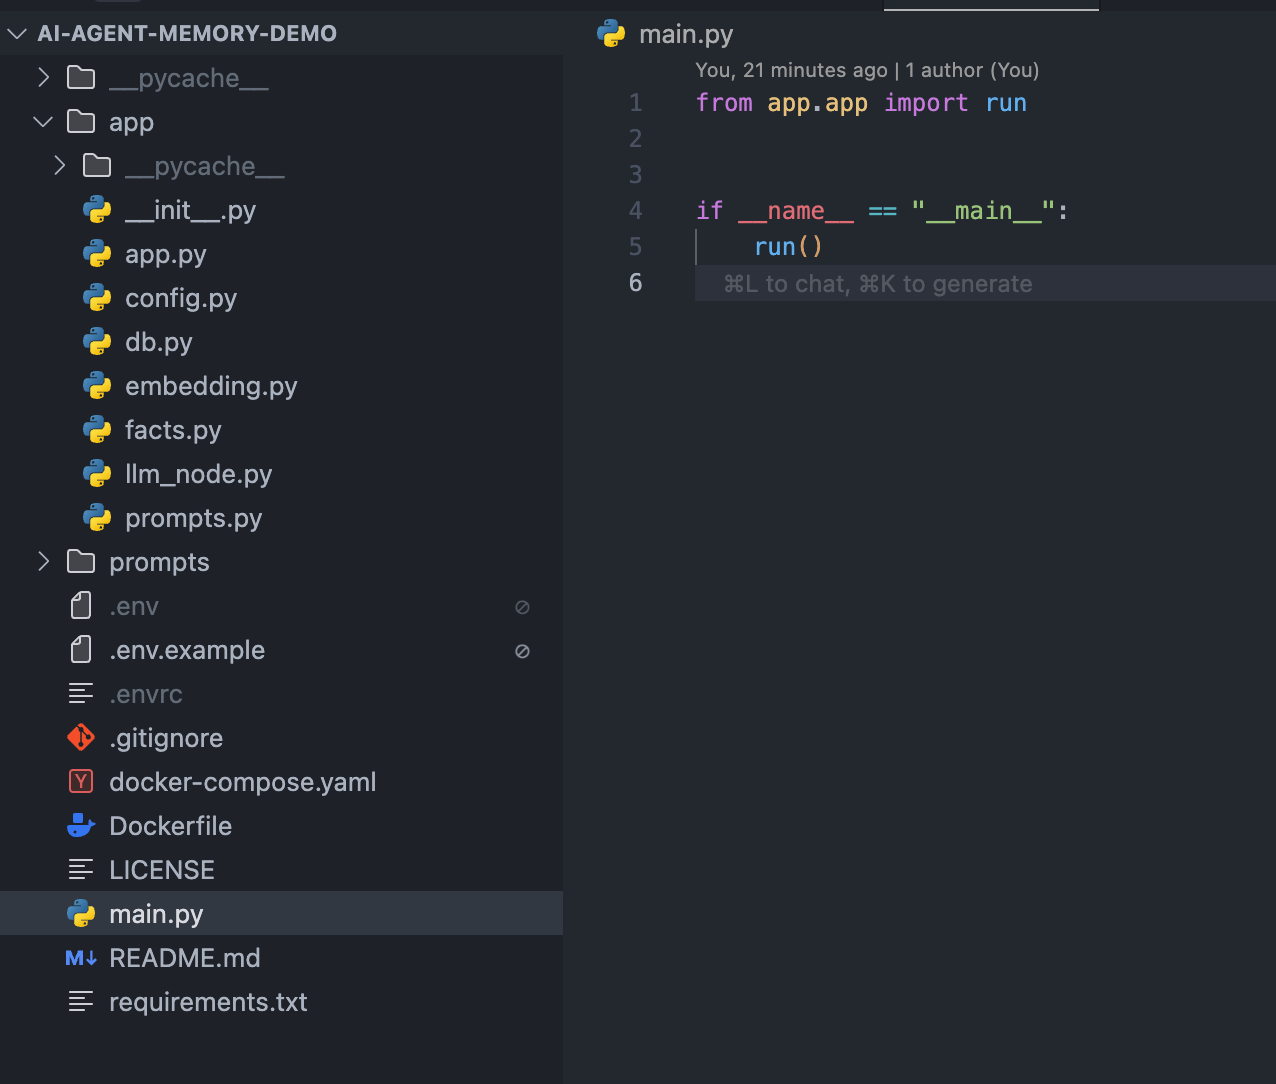 AI-AGENT-MEMORY-DEMO
__pycache__
app
__pycache__
__init__.py
app.py
config.py
db.py
embedding.py
facts.py
llm_node.py
prompts.py
prompts
.env
.env.example
.envrc
.gitignore
docker-compose.yaml
Dockerfile
LICENSE
main.py
README.md
requirements.txt
main.py
You, 21 minutes ago | 1 author (You)
1 from app.app import run
2
3
4 if __name__ == "__main__":
5     run()
6 ⌘L to chat, ⌘K to generate